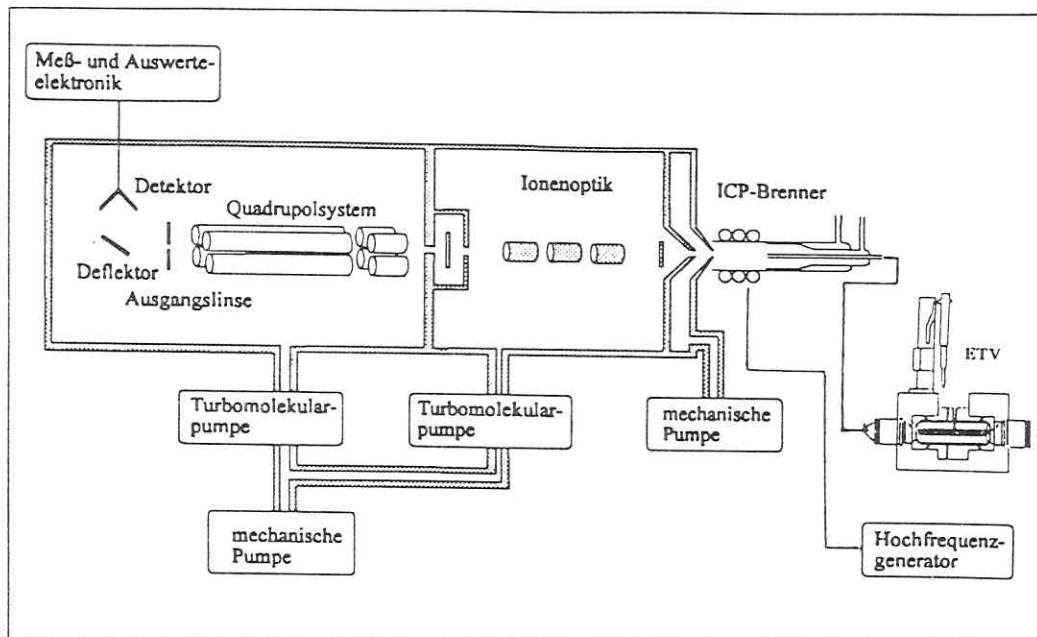 Meß- und Auswerte-
elektronik
Detektor
Quadrupolsystem
Ionenoptik
ICP-Brenner
Deflektor
Ausgangslinse
ETV
Turbomolekular-
pumpe
Turbomolekular-
pumpe
mechanische
Pumpe
mechanische
Pumpe
Hochfrequenz-
generator